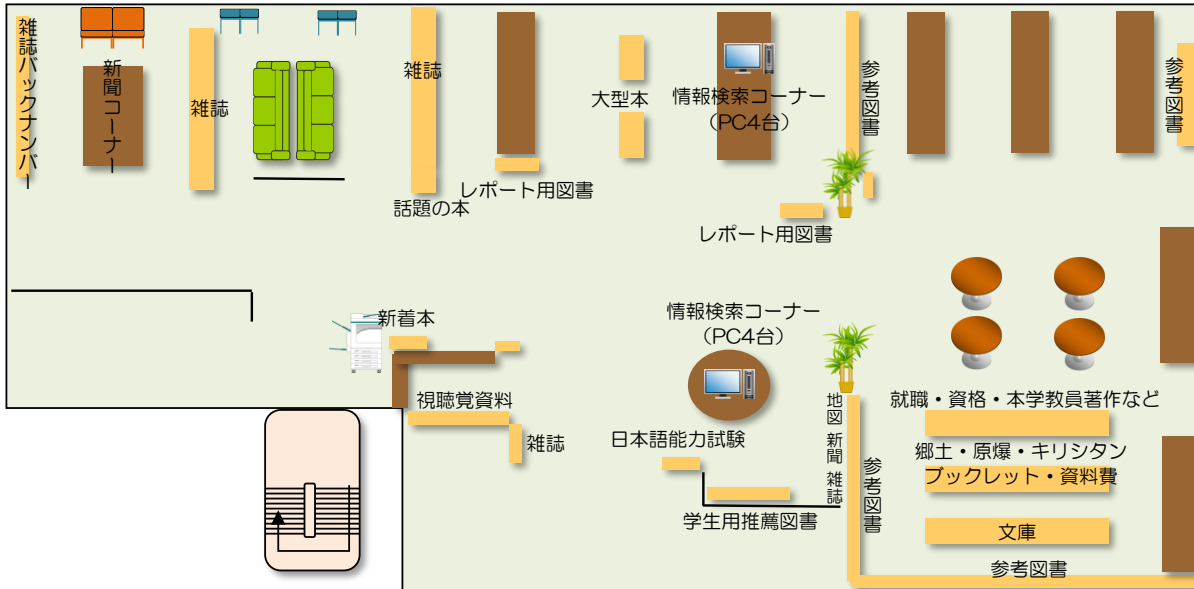 雑誌バックナンバー
新聞コーナー
雑誌
雑誌
話題の本
レポート用図書
大型本
情報検索コーナー
（PC4台）
参考図書
レポート用図書
参考図書
新着本
視聴覚資料
雑誌
情報検索コーナー
（PC4台）
日本語能力試験
学生用推薦図書
地図 新聞 雑誌
参考図書
就職・資格・本学教員著作など
郷土・原爆・キリシタン
ブックレット・資料費
文庫
参考図書